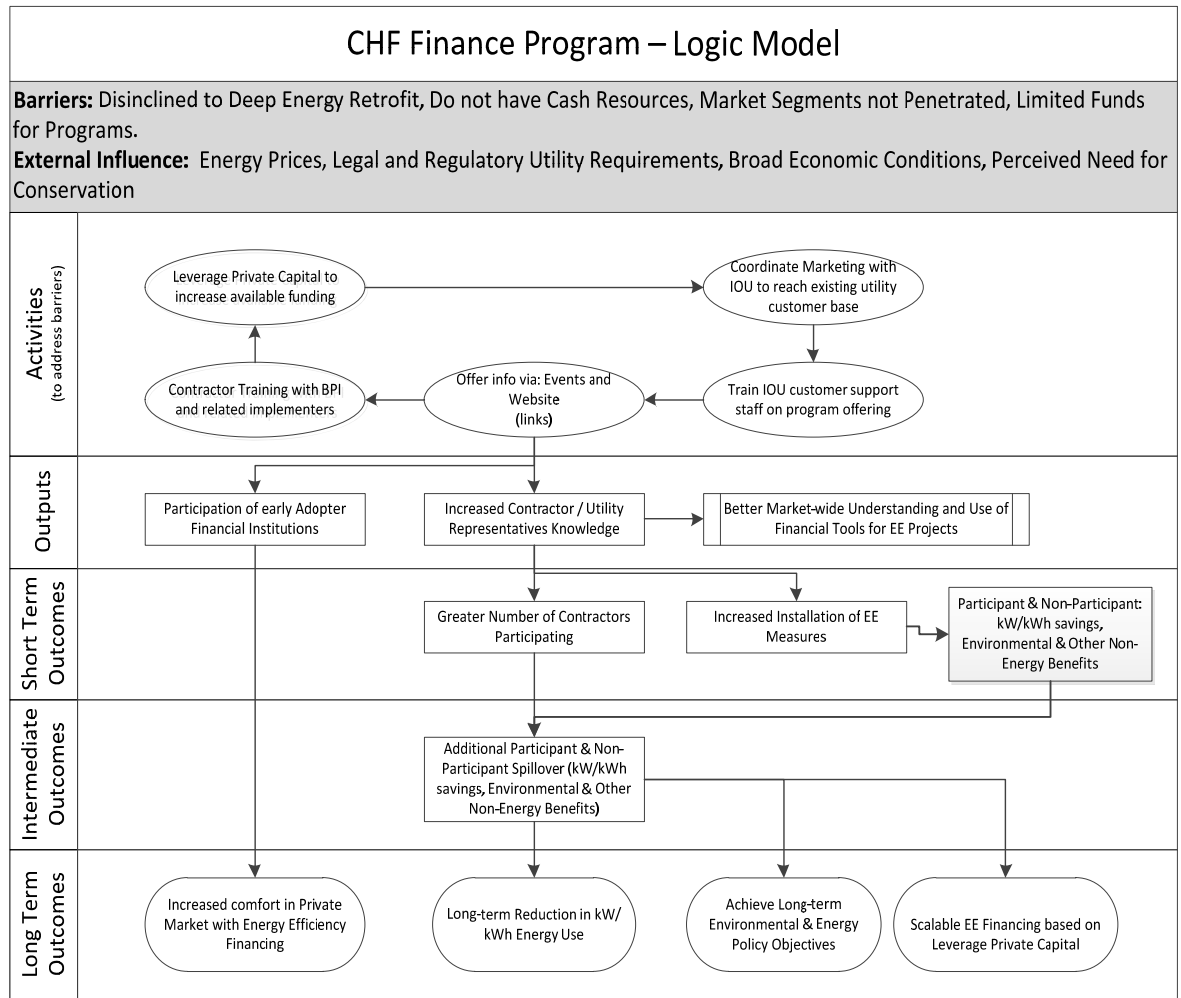 CHF Finance Program – Logic Model
Barriers: Disinclined to Deep Energy Retrofit, Do not have Cash Resources, Market Segments not Penetrated, Limited Funds
for Programs.
External Influence: Energy Prices, Legal and Regulatory Utility Requirements, Broad Economic Conditions, Perceived Need for
Conservation
Activities
(to address barriers)
Leverage Private Capital to
increase available funding
Coordinate Marketing with
IOU to reach existing utility
customer base
Contractor Training with BPI
and related implementers
Offer info via: Events and
Website
(links)
Train IOU customer support
staff on program offering
Outputs
Participation of early Adopter
Financial Institutions
Increased Contractor / Utility
Representatives Knowledge
Better Market-wide Understanding and Use of
Financial Tools for EE Projects
Short Term
Outcomes
Greater Number of Contractors
Participating
Increased Installation of EE
Measures
Participant & Non-Participant:
kW/kWh savings,
Environmental & Other Non-
Energy Benefits
Intermediate
Outcomes
Additional Participant & Non-
Participant Spillover (kW/kWh
savings, Environmental & Other
Non-Energy Benefits)
Long Term
Outcomes
Increased comfort in Private
Market with Energy Efficiency
Financing
Long-term Reduction in kW/
kWh Energy Use
Achieve Long-term
Environmental & Energy
Policy Objectives
Scalable EE Financing based on
Leverage Private Capital